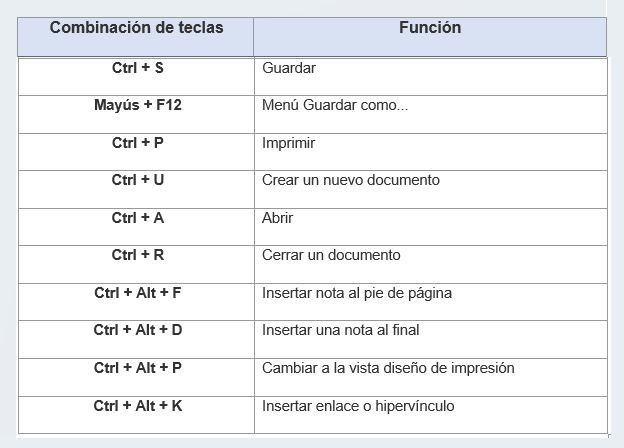 Combinación de teclas Función
Ctrl + S Guardar
Mayús + F12 Menú Guardar como...
Ctrl + P Imprimir
Ctrl + U Crear un nuevo documento
Ctrl + A Abrir
Ctrl + R Cerrar un documento
Ctrl + Alt + F Insertar nota al pie de página
Ctrl + Alt + D Insertar una nota al final
Ctrl + Alt + P Cambiar a la vista diseño de impresión
Ctrl + Alt + K Insertar enlace o hipervínculo